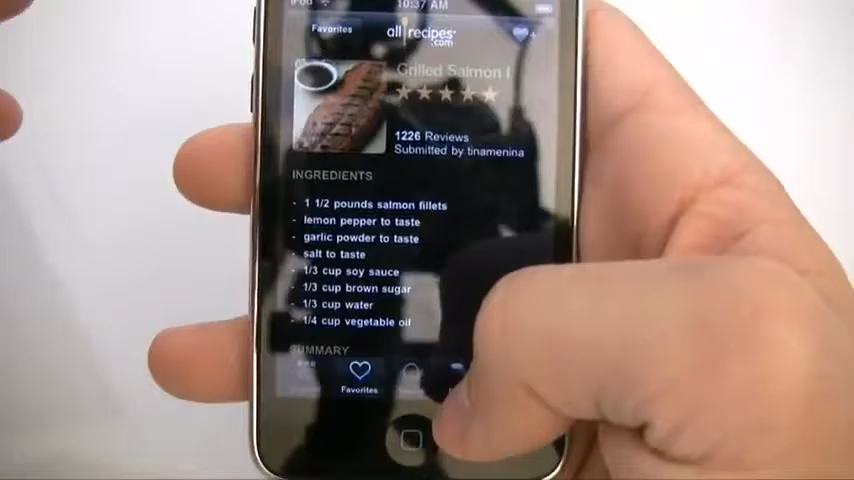 iPod 10:37 AM
Favorites
allrecipes
.com
Grilled Salmon I
1226 Reviews
Submitted by tinamenina
INGREDIENTS
- 1 1/2 pounds salmon fillets
- lemon pepper to taste
- garlic powder to taste
- salt to taste
- 1/3 cup soy sauce
- 1/3 cup brown sugar
- 1/3 cup water
- 1/4 cup vegetable oil
SUMMARY
Favorites